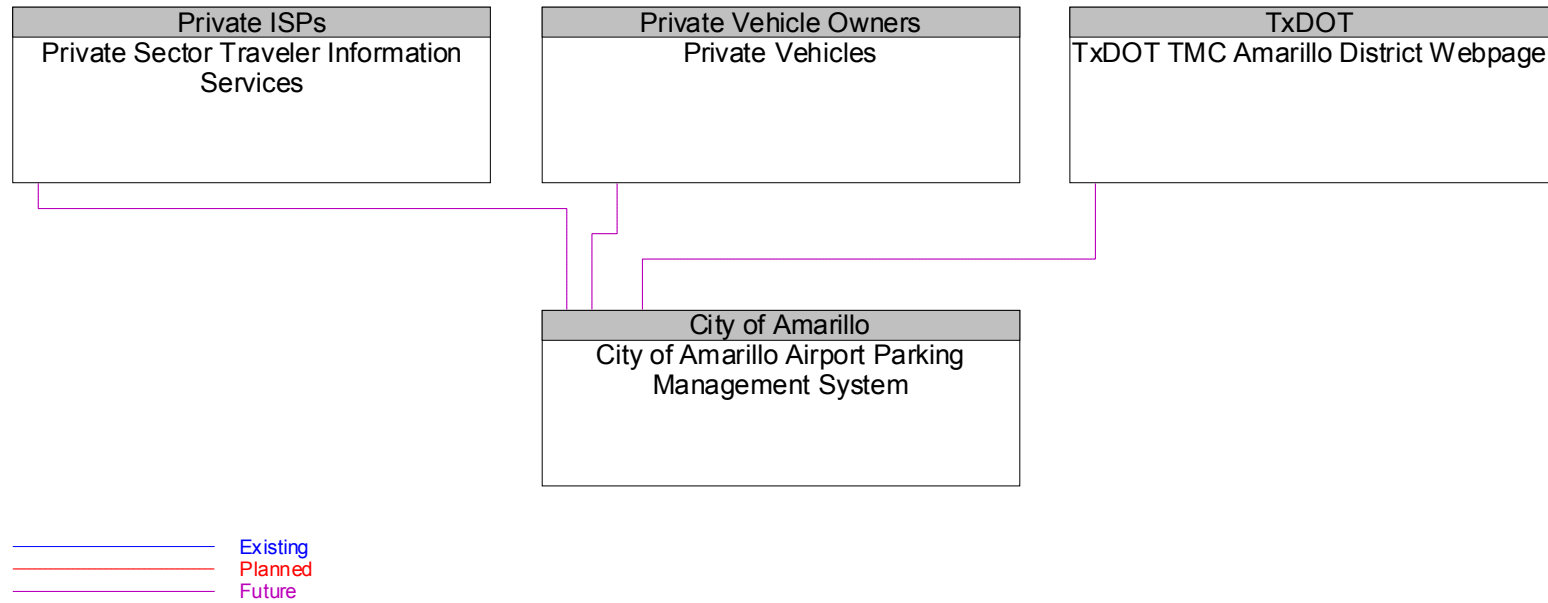 Private ISPs
Private Sector Traveler Information
Services
Private Vehicle Owners
Private Vehicles
TxDOT
TxDOT TMC Amarillo District Webpage
City of Amarillo
City of Amarillo Airport Parking
Management System
Existing
Planned
Future